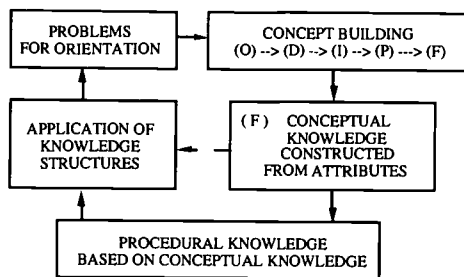 PROBLEMS
FOR ORIENTATION
CONCEPT BUILDING
(O) --> (D) --> (I) --> (P) ---> (F)
APPLICATION OF
KNOWLEDGE
STRUCTURES
(F) CONCEPTUAL
KNOWLEDGE
CONSTRUCTED
FROM ATTRIBUTES
PROCEDURAL KNOWLEDGE
BASED ON CONCEPTUAL KNOWLEDGE